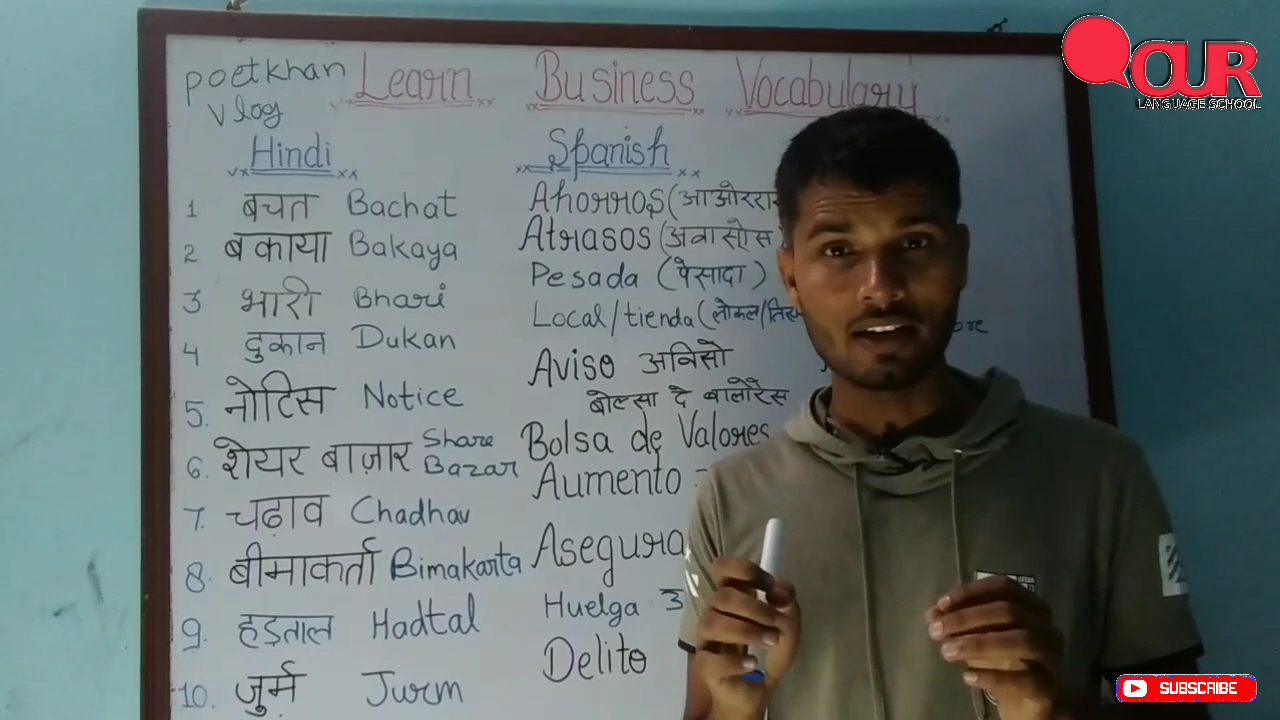 poetkhan Learn Business Vocabulary
Vlog
OUR
LANGUAGE SCHOOL
Hindi Spanish
1 बचत Bachat Ahorros (आओररास
2 बकाया Bakaya Atrasos (अत्रासोस
3 भारी Bhari Pesada (पेसादा)
4 दुकान Dukan Local/tienda (लोकल/
5. नोटिस Notice Aviso अविसो
बोल्सा दे बालोरेस
6. शेयर बाज़ार Share Bazar Bolsa de Valores
7. चढ़ाव Chadhav Aumento
8. बीमाकर्ता Bimakarta Asegura
9. हड़ताल Hadtal Huelga
10. जुर्म Jurm Delito
SUBSCRIBE